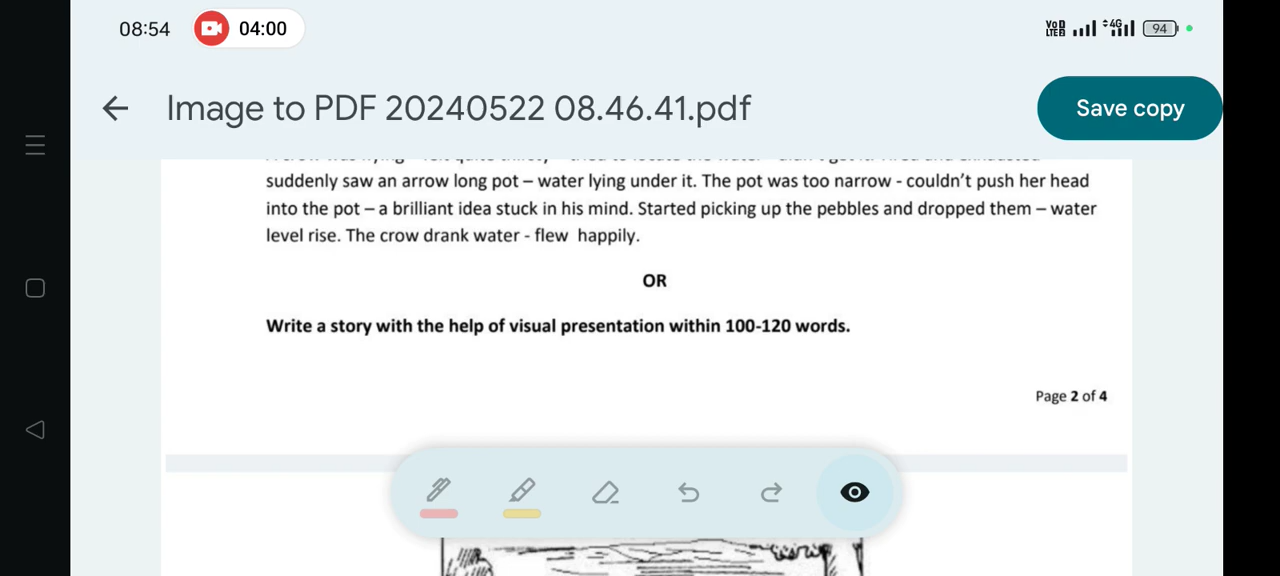 08:54
04:00
VoD
LTED
4G
94
Image to PDF 20240522 08.46.41.pdf
Save copy
suddenly saw an arrow long pot – water lying under it. The pot was too narrow - couldn't push her head
into the pot – a brilliant idea stuck in his mind. Started picking up the pebbles and dropped them – water
level rise. The crow drank water - flew happily.
OR
Write a story with the help of visual presentation within 100-120 words.
Page 2 of 4